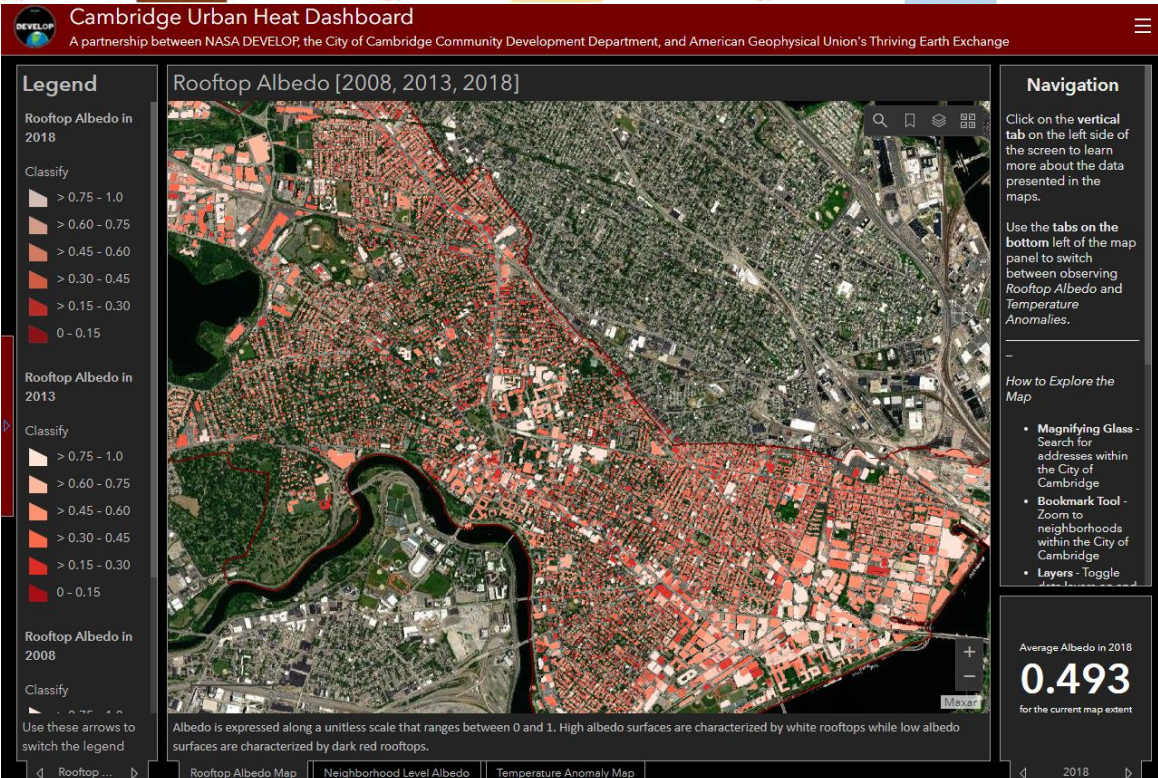 DEVELOP
Cambridge Urban Heat Dashboard
A partnership between NASA DEVELOP, the City of Cambridge Community Development Department, and American Geophysical Union's Thriving Earth Exchange
Legend
Rooftop Albedo in
2018
Classify
> 0.75 - 1.0
> 0.60 - 0.75
> 0.45 - 0.60
> 0.30 - 0.45
> 0.15 - 0.30
0 - 0.15
Rooftop Albedo in
2013
Classify
> 0.75 - 1.0
> 0.60 - 0.75
> 0.45 - 0.60
> 0.30 - 0.45
> 0.15 - 0.30
0 - 0.15
Rooftop Albedo in
2008
Classify
> 0.75 - 1.0
Use these arrows to
switch the legend
Rooftop ...
Rooftop Albedo [2008, 2013, 2018]
Maxar
Albedo is expressed along a unitless scale that ranges between 0 and 1. High albedo surfaces are characterized by white rooftops while low albedo
surfaces are characterized by dark red rooftops.
Rooftop Albedo Map
Neighborhood Level Albedo
Temperature Anomaly Map
Navigation
Click on the vertical
tab on the left side of
the screen to learn
more about the data
presented in the
maps.
Use the tabs on the
bottom left of the map
panel to switch
between observing
Rooftop Albedo and
Temperature
Anomalies.
_
How to Explore the
Map
• Magnifying Glass -
Search for
addresses within
the City of
Cambridge
• Bookmark Tool -
Zoom to
neighborhoods
within the City of
Cambridge
• Layers - Toggle
data layers on and
Average Albedo in 2018
0.493
for the current map extent
2018